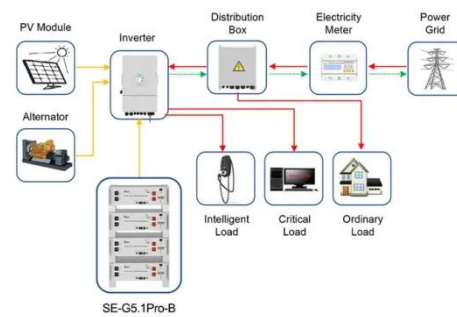 PV Module
Inverter
Distribution
Box
Electricity
Meter
Power
Grid
Alternator
Intelligent
Load
Critical
Load
Ordinary
Load
SE-G5.1Pro-B